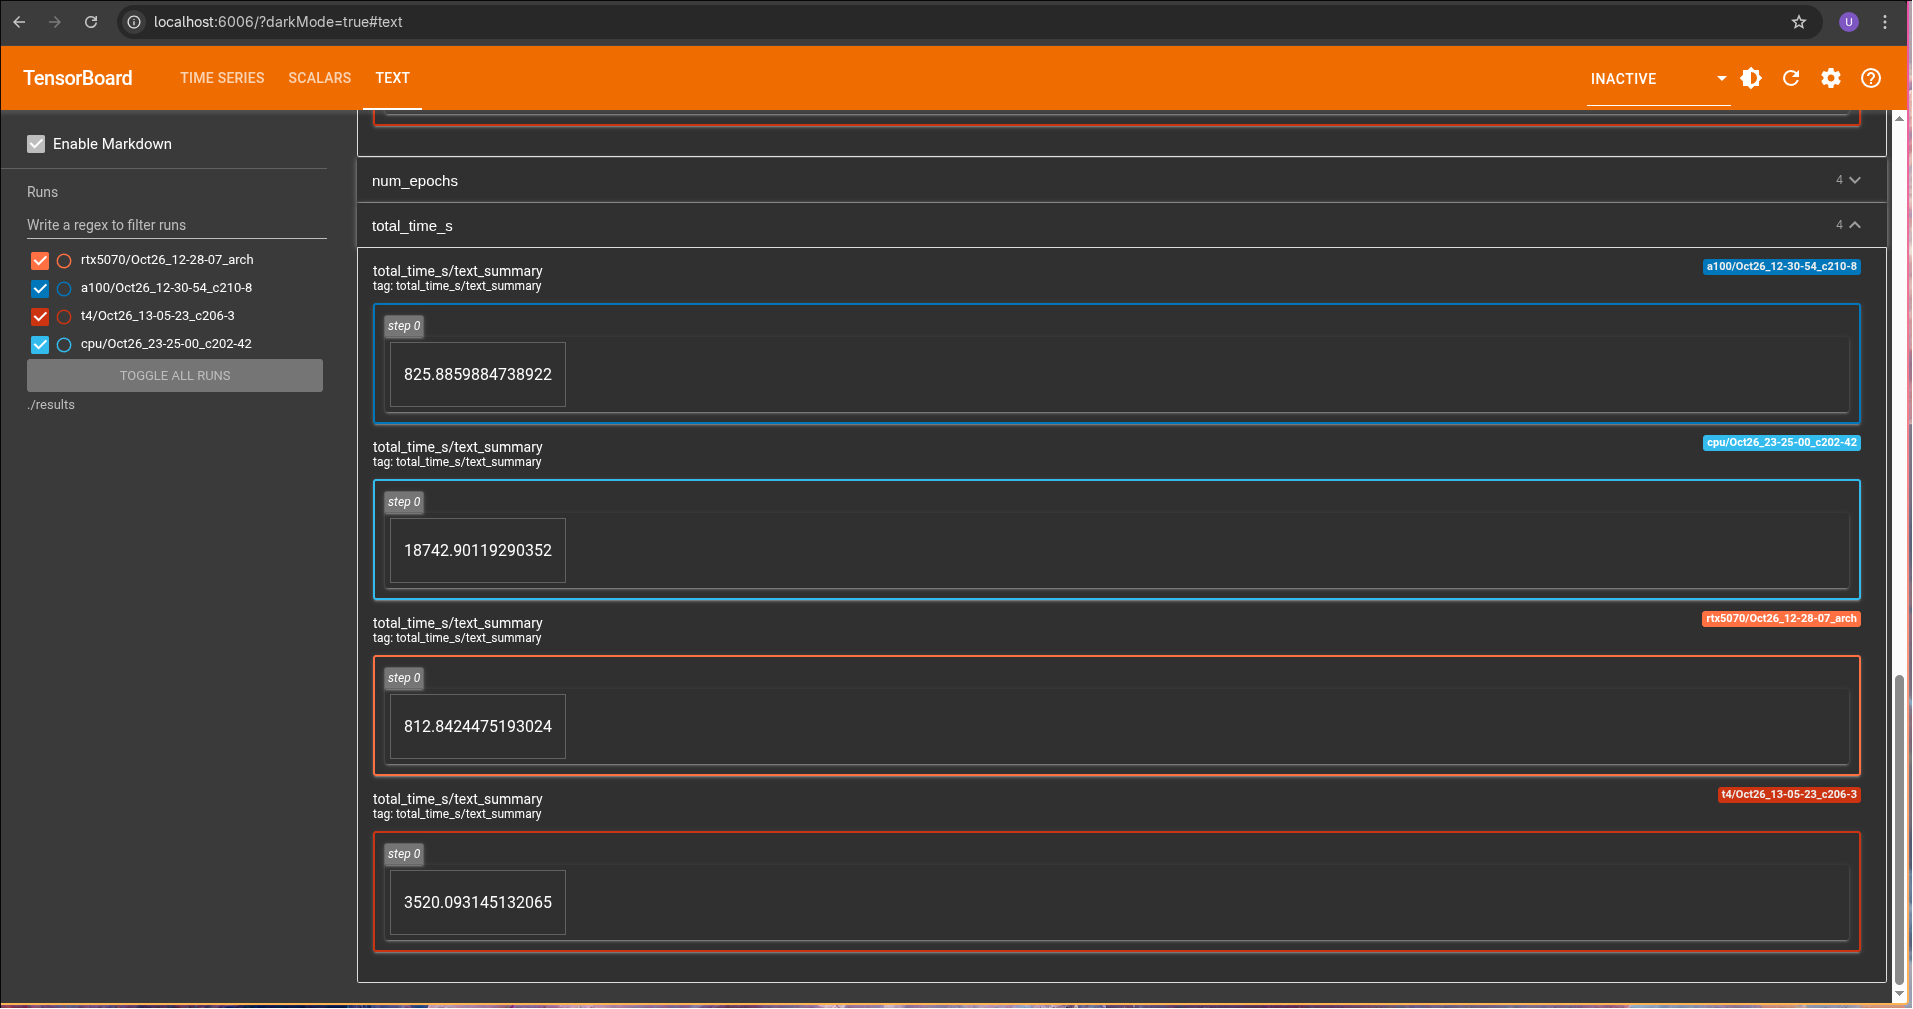 localhost:6006/?darkMode=true#text
U
TensorBoard
TIME SERIES
SCALARS
TEXT
INACTIVE
Enable Markdown
Runs
Write a regex to filter runs
rtx5070/Oct26_12-28-07_arch
a100/Oct26_12-30-54_c210-8
t4/Oct26_13-05-23_c206-3
cpu/Oct26_23-25-00_c202-42
TOGGLE ALL RUNS
./results
num_epochs 4
total_time_s 4
total_time_s/text_summary a100/Oct26_12-30-54_c210-8
tag: total_time_s/text_summary
step 0
825.8859884738922
total_time_s/text_summary cpu/Oct26_23-25-00_c202-42
tag: total_time_s/text_summary
step 0
18742.90119290352
total_time_s/text_summary rtx5070/Oct26_12-28-07_arch
tag: total_time_s/text_summary
step 0
812.8424475193024
total_time_s/text_summary t4/Oct26_13-05-23_c206-3
tag: total_time_s/text_summary
step 0
3520.093145132065